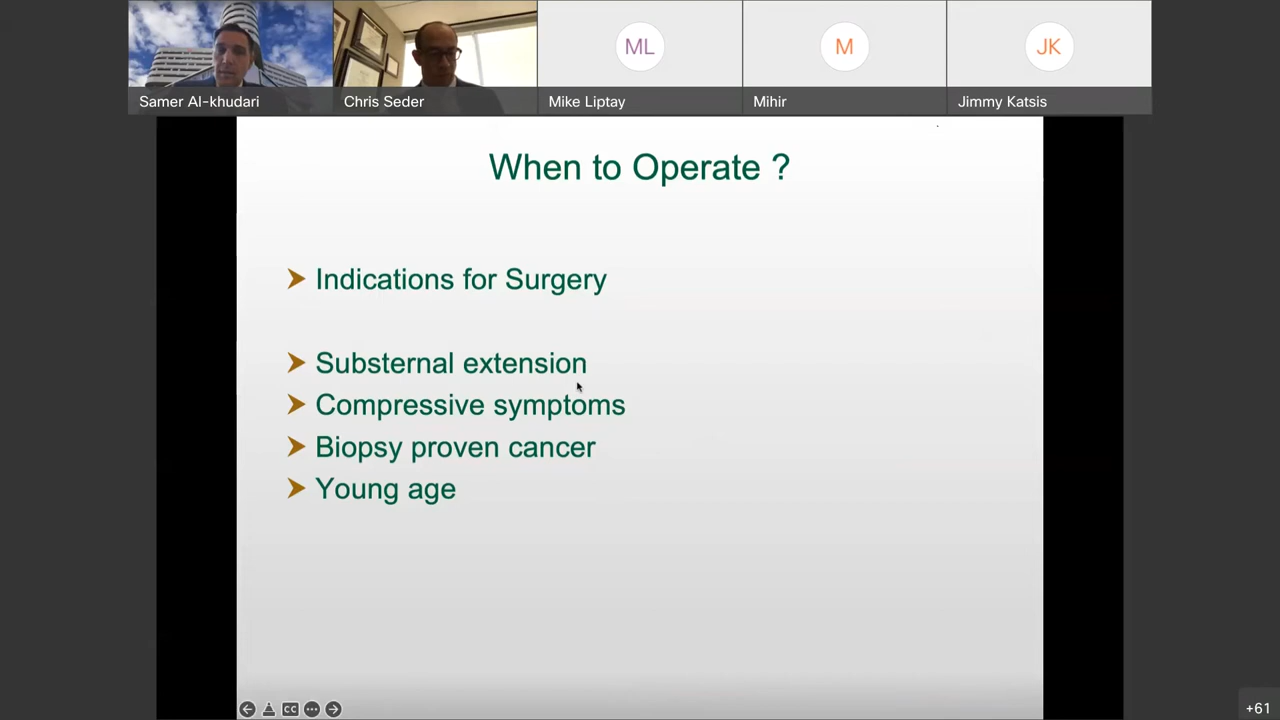 ML
M
JK
Samer Al-khudari
Chris Seder
Mike Liptay
Mihir
Jimmy Katsis
When to Operate ?
➤ Indications for Surgery
➤ Substernal extension
➤ Compressive symptoms
➤ Biopsy proven cancer
➤ Young age
CC
+61